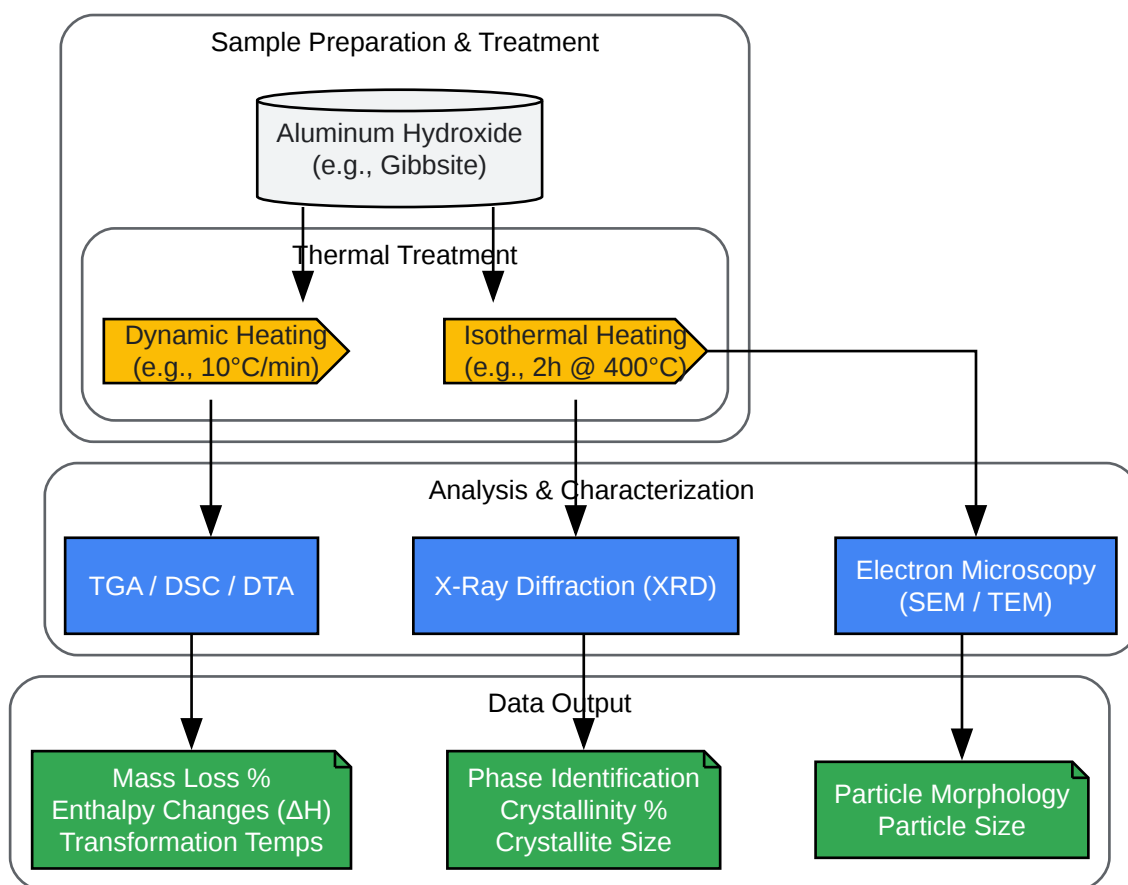 Sample Preparation & Treatment
Aluminum Hydroxide
(e.g., Gibbsite)
Thermal Treatment
Dynamic Heating
(e.g., 10°C/min)
Isothermal Heating
(e.g., 2h @ 400°C)
Analysis & Characterization
TGA / DSC / DTA
X-Ray Diffraction (XRD)
Electron Microscopy
(SEM / TEM)
Data Output
Mass Loss %
Enthalpy Changes (ΔH)
Transformation Temps
Phase Identification
Crystallinity %
Crystallite Size
Particle Morphology
Particle Size